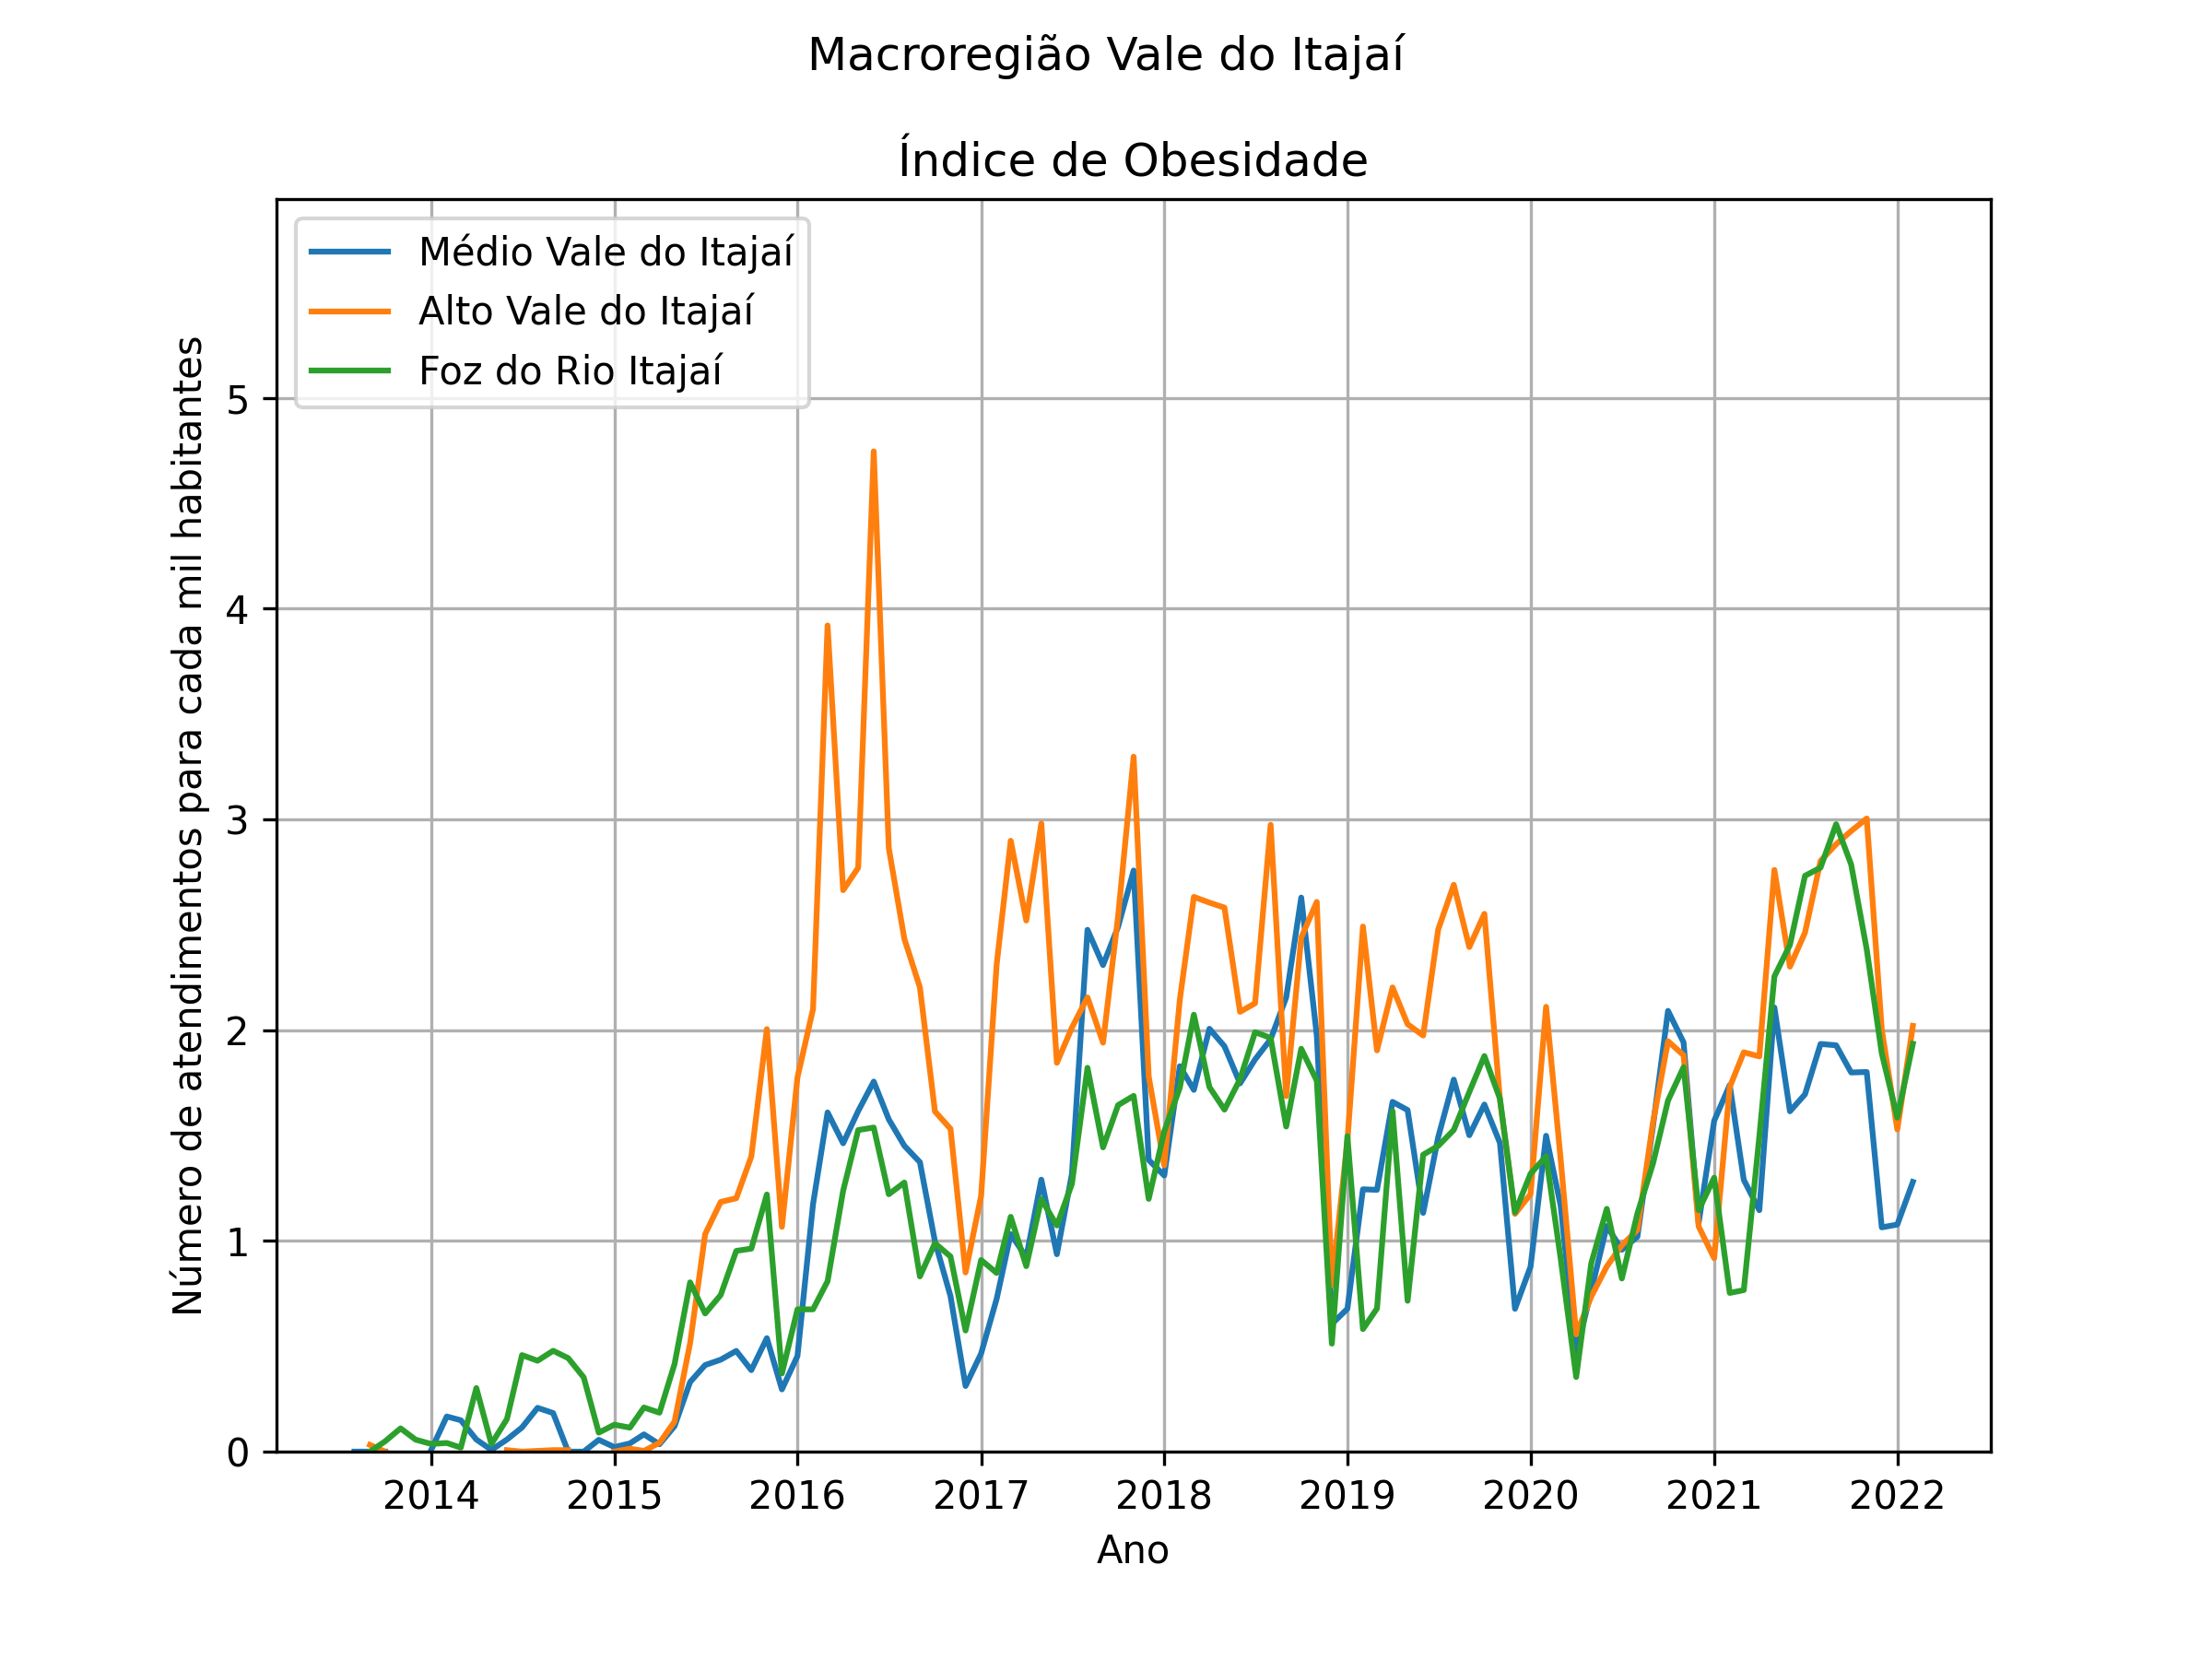 Macroregião Vale do Itajaí
Índice de Obesidade
Médio Vale do Itajaí
Alto Vale do Itajaí
Foz do Rio Itajaí
Número de atendimentos para cada mil habitantes
5
4
3
2
1
0
2014 2015 2016 2017 2018 2019 2020 2021 2022
Ano